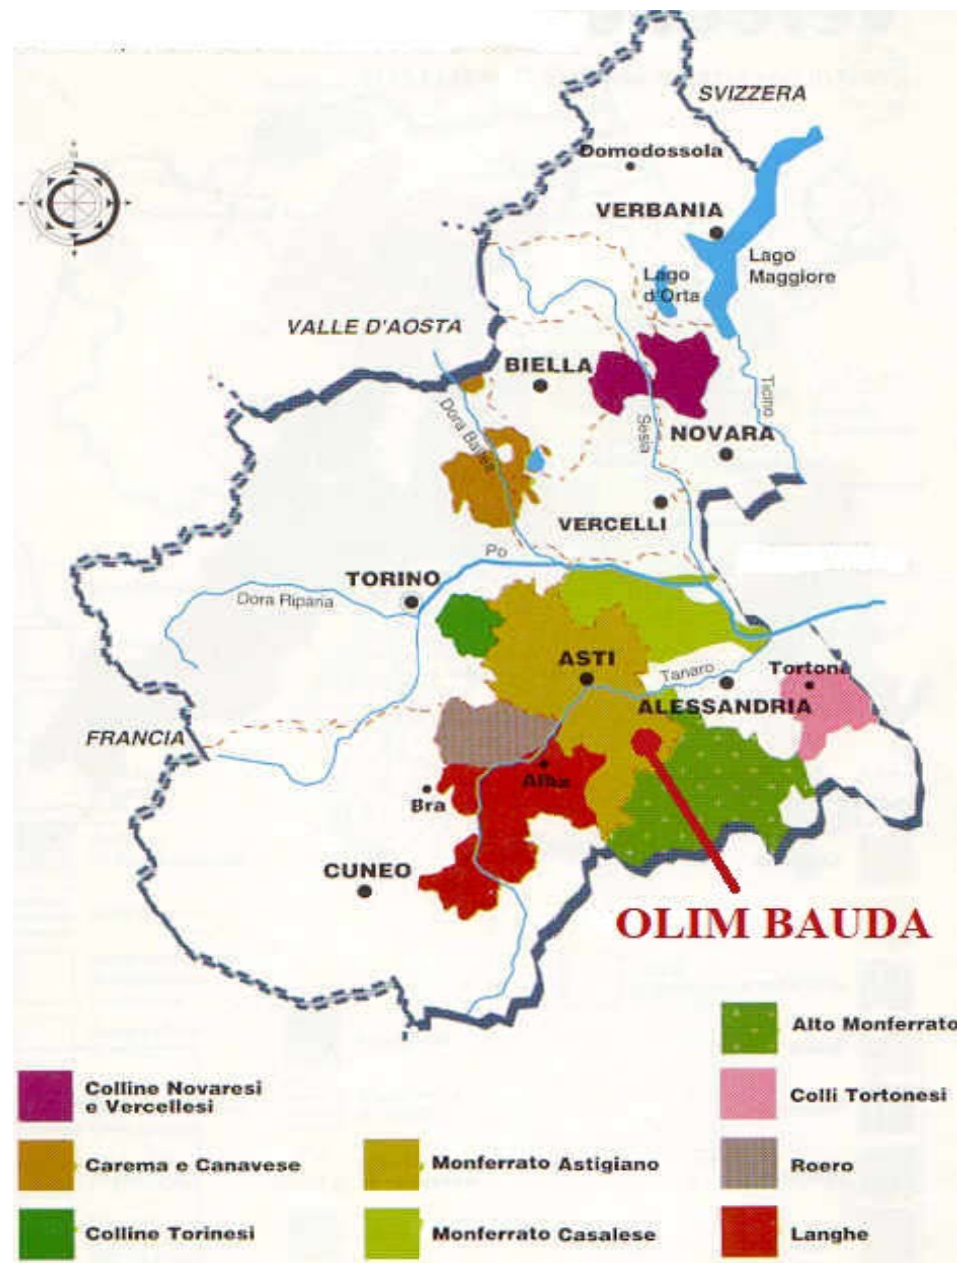 SVIZZERA
Domodossola
VERBANIA
Lago
Maggiore
Lago
d'Orta
VALLE D'AOSTA
BIELLA
Dora Baltea
Sesia
Ticino
NOVARA
VERCELLI
Po
TORINO
Dora Riparia
ASTI
Tanaro
Tortona
ALESSANDRIA
FRANCIA
Alba
Bra
CUNEO
OLIM BAUDA
Alto Monferrato
Colline Novaresi
e Vercellesi
Colli Tortonesi
Carema e Canavese
Monferrato Astigiano
Roero
Colline Torinesi
Monferrato Casalese
Langhe